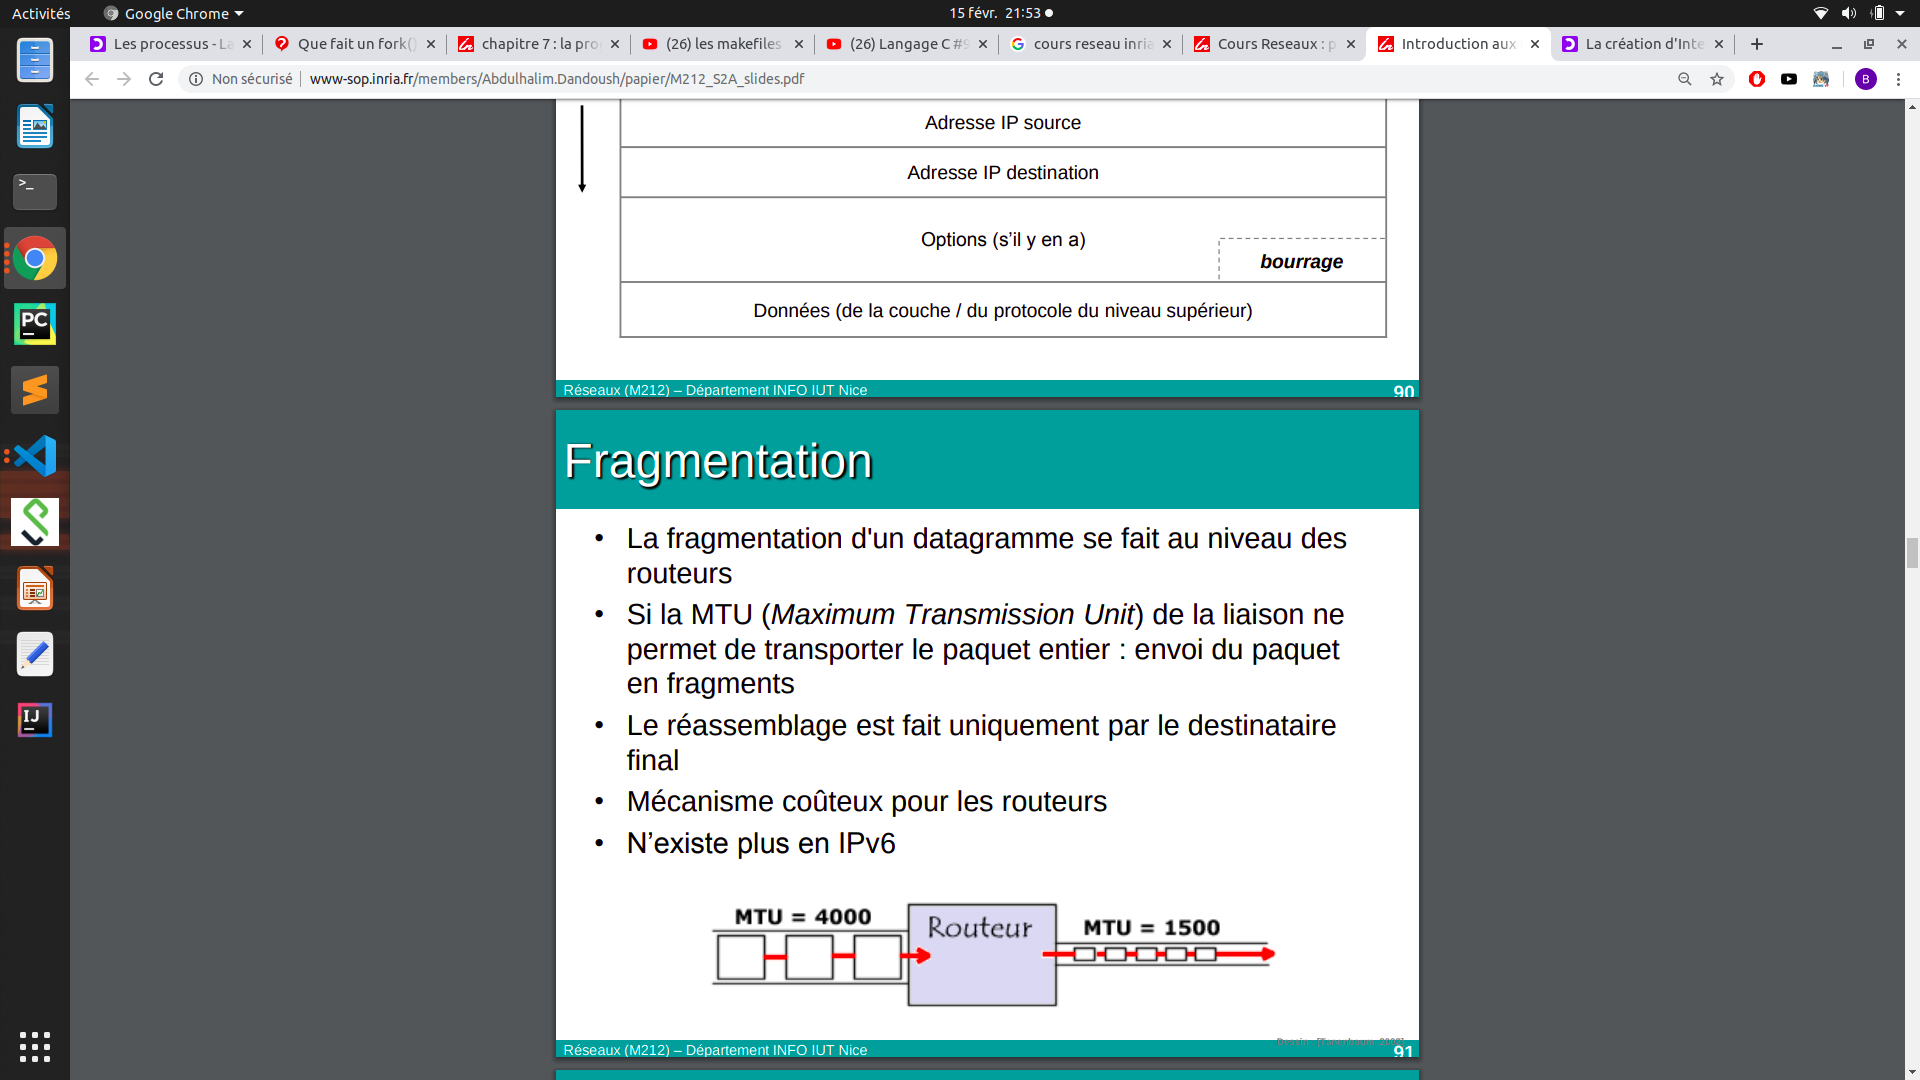 Activités
Google Chrome
15 févr. 21:53
Les processus - La
Que fait un fork()
chapitre 7 : la pro
(26) les makefiles
(26) Langage C #9
cours reseau inria
Cours Reseaux : p
Introduction aux
La création d'Inte
Non sécurisé
www-sop.inria.fr/members/Abdulhalim.Dandoush/papier/M212_S2A_slides.pdf
B
>_
PC
IJ
Adresse IP source
Adresse IP destination
Options (s'il y en a)
bourrage
Données (de la couche / du protocole du niveau supérieur)
Réseaux (M212) – Département INFO IUT Nice
90
Fragmentation
• La fragmentation d'un datagramme se fait au niveau des
routeurs
• Si la MTU (Maximum Transmission Unit) de la liaison ne
permet de transporter le paquet entier : envoi du paquet
en fragments
• Le réassemblage est fait uniquement par le destinataire
final
• Mécanisme coûteux pour les routeurs
• N’existe plus en IPv6
MTU = 4000
Routeur
MTU = 1500
Réseaux (M212) – Département INFO IUT Nice
91